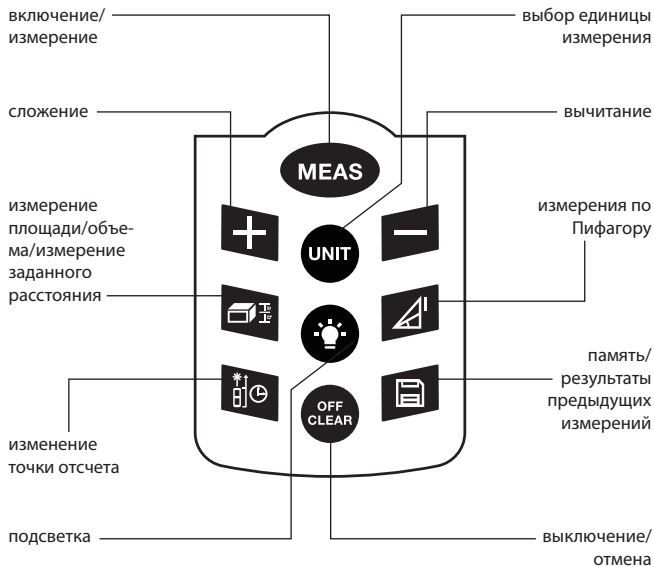 включение/
измерение
выбор единицы
измерения
сложение
вычитание
MEAS
измерение
площади/объе-
ма/измерение
заданного
расстояния
измерения по
Пифагору
UNIT
память/
результаты
предыдущих
измерений
OFF
CLEAR
изменение
точки отсчета
подсветка
выключение/
отмена